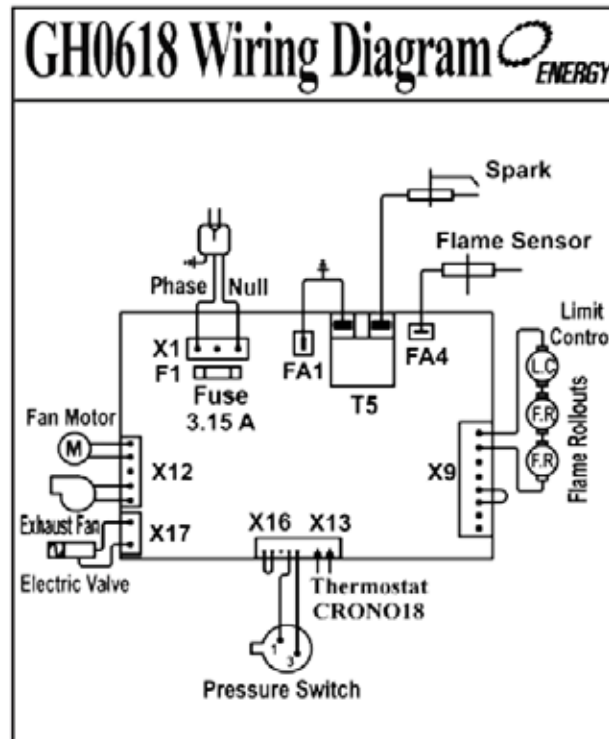 GH0618 Wiring Diagram
ENERGY
Spark
Flame Sensor
Phase Null
Limit
Contro
X1
F1
Fuse
3.15 A
FA1
T5
FA4
L.C
F.R
F.R
Flame Rollouts
Fan Motor
M
X12
X9
Exhaust Fan
X17
Electric Valve
X16 X13
Thermostat
CRONO18
1
3
Pressure Switch